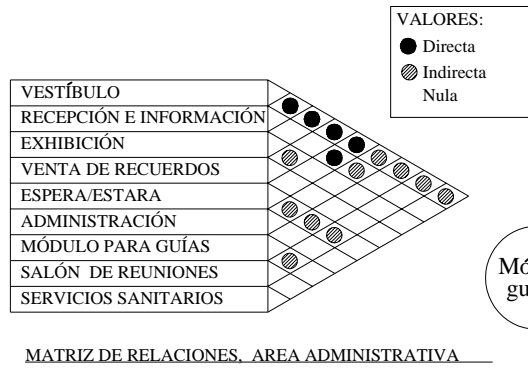 VALORES:
Directa
Indirecta
Nula
VESTÍBULO
RECEPCIÓN E INFORMACIÓN
EXHIBICIÓN
VENTA DE RECUERDOS
ESPERA/ESTARA
ADMINISTRACIÓN
MÓDULO PARA GUÍAS
SALÓN DE REUNIONES
SERVICIOS SANITARIOS
MATRIZ DE RELACIONES, AREA ADMINISTRATIVA